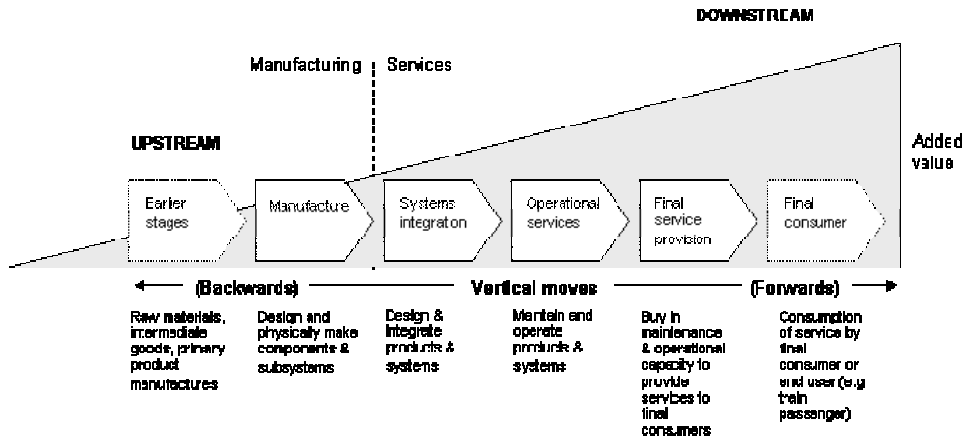 DOWNSTREAM
Manufacturing
Services
UPSTREAM
Added
value
Earlier
stages
Manufacture
Systems
integration
Operational
services
Final
service
provision
Final
consumer
(Backwards)
Vertical moves
(Forwards)
Raw materials,
intermediate
goods, primary
product
manufactures
Design and
physically make
components &
subsystems
Design &
integrate
products &
systems
Maintain and
operate
products &
systems
Buy in
maintenance
& operational
capacity to
provide
services to
final
consumers
Consumption
of service by
final
consumer or
end user (e.g
train
passenger)